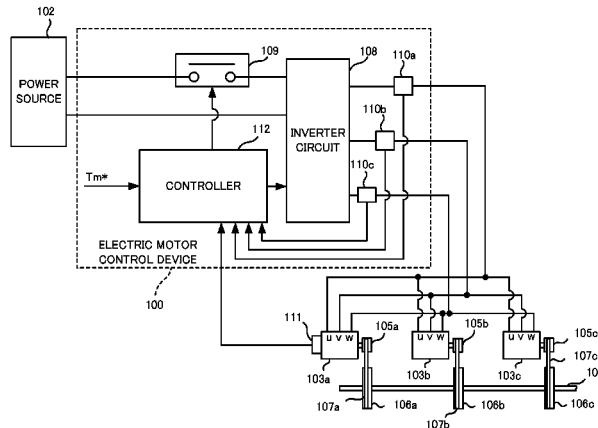 102
109
108
110a
POWER
SOURCE
112
110b
INVERTER
CIRCUIT
110c
Tm*
CONTROLLER
ELECTRIC MOTOR
CONTROL DEVICE
100
111
u v w
105a
u v w
105b
u v w
105c
107c
103a
103b
103c
10
107a
106a
107b
106b
106c